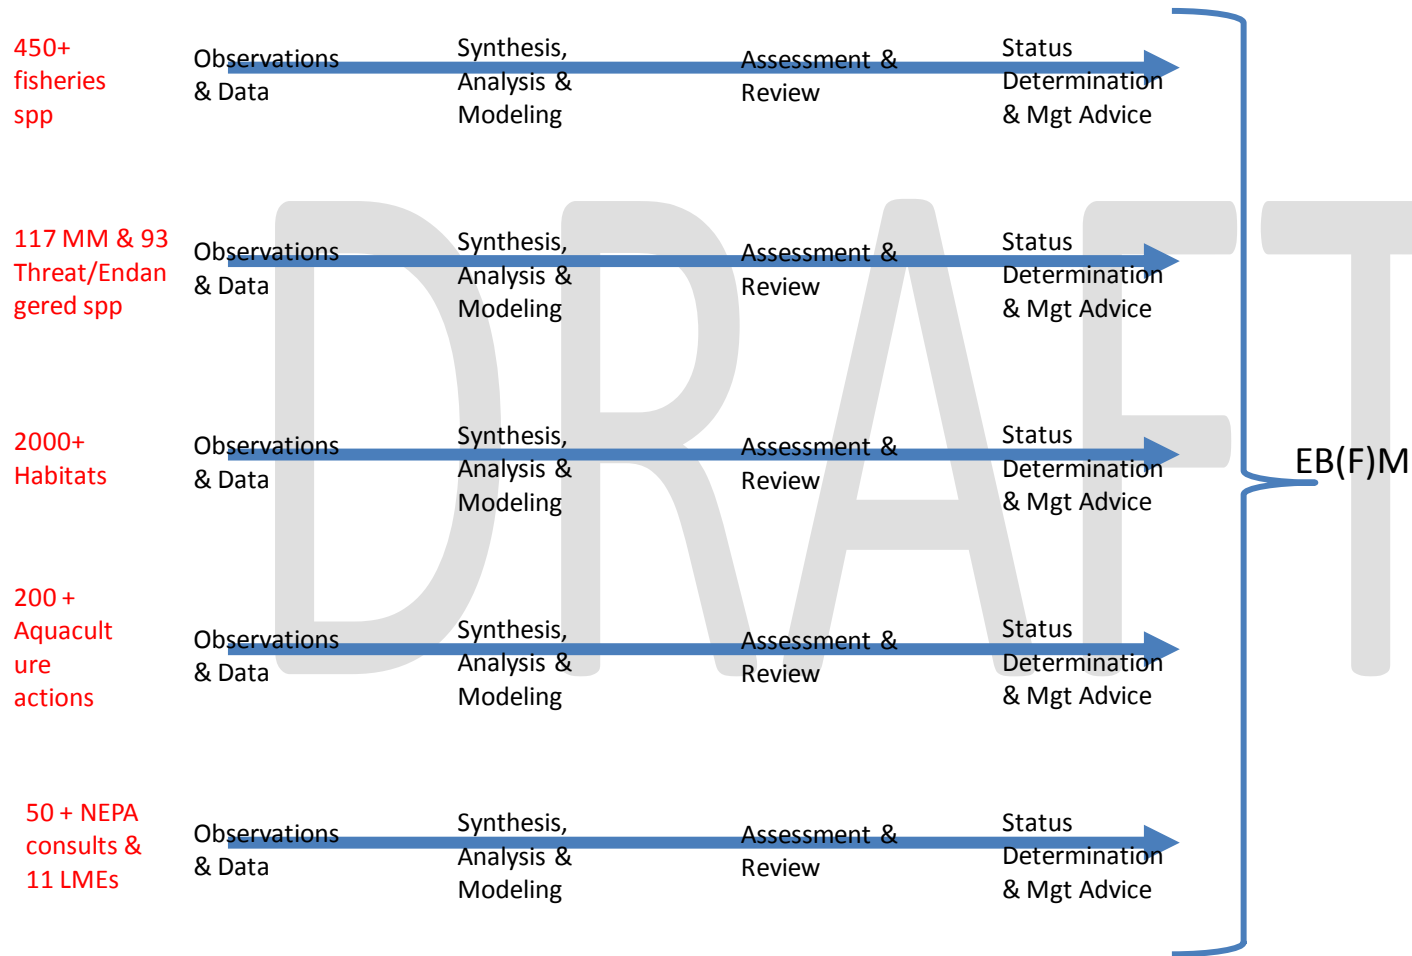 450+
fisheries
spp
Observations
& Data
Synthesis,
Analysis &
Modeling
Assessment &
Review
Status
Determination
& Mgt Advice
117 MM & 93
Threat/Endan
gered spp
Observations
& Data
Synthesis,
Analysis &
Modeling
Assessment &
Review
Status
Determination
& Mgt Advice
2000+
Habitats
Observations
& Data
Synthesis,
Analysis &
Modeling
Assessment &
Review
Status
Determination
& Mgt Advice
200 +
Aquacult
ure
actions
Observations
& Data
Synthesis,
Analysis &
Modeling
Assessment &
Review
Status
Determination
& Mgt Advice
50 + NEPA
consults &
11 LMEs
Observations
& Data
Synthesis,
Analysis &
Modeling
Assessment &
Review
Status
Determination
& Mgt Advice
EB(F)M
DRAFT